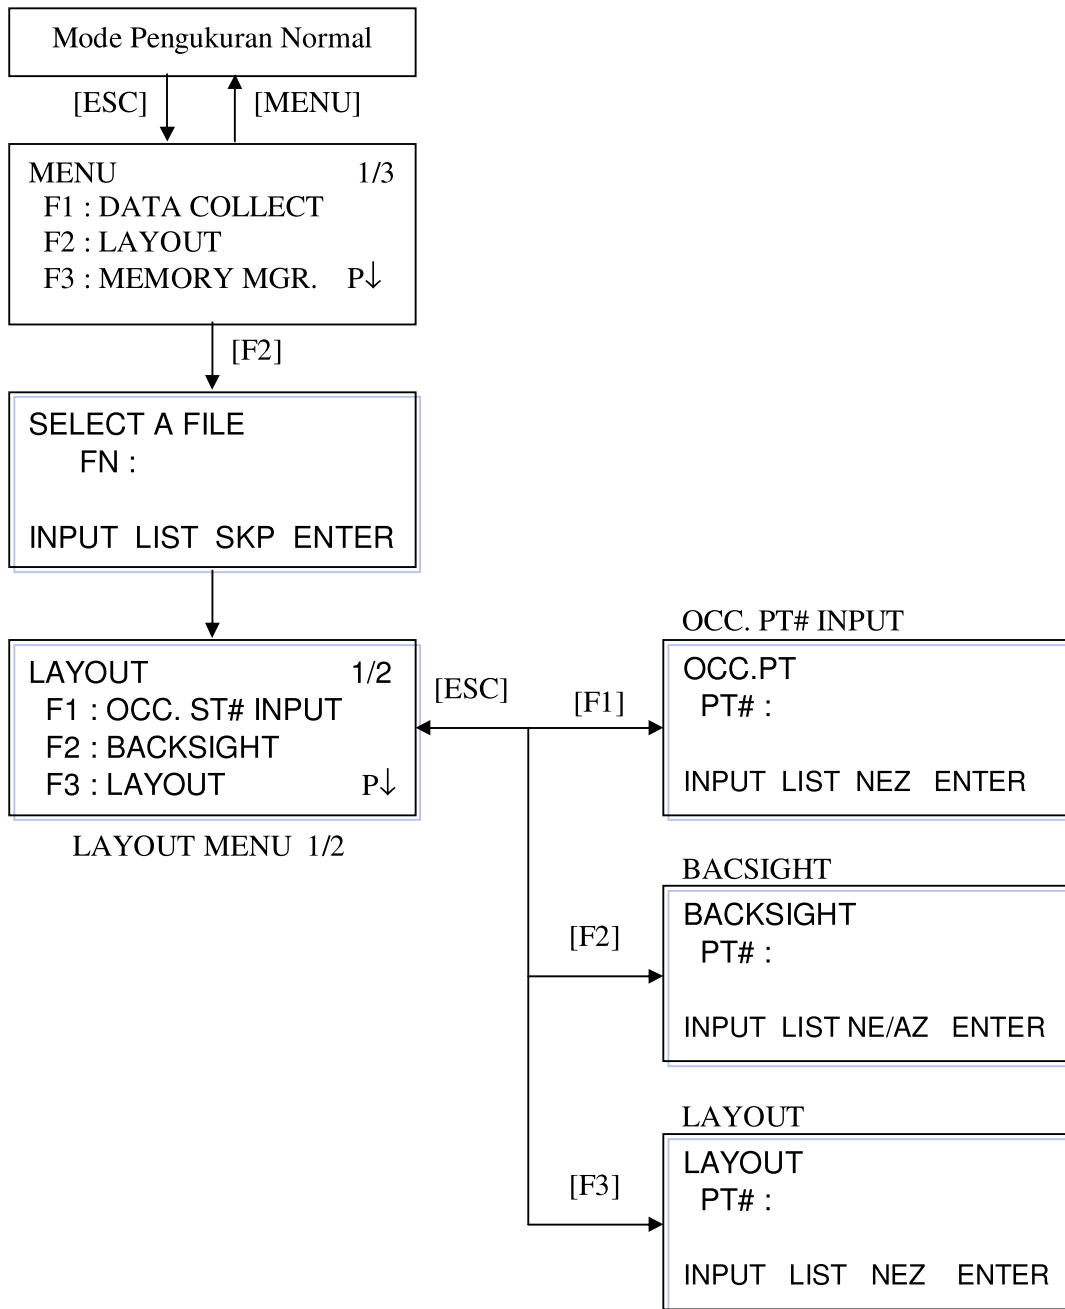 Mode Pengukuran Normal
[ESC] [MENU]
MENU 1/3
F1 : DATA COLLECT
F2 : LAYOUT
F3 : MEMORY MGR. P↓
[F2]
SELECT A FILE
FN :
INPUT LIST SKP ENTER
LAYOUT 1/2
F1 : OCC. ST# INPUT
F2 : BACKSIGHT
F3 : LAYOUT P↓
LAYOUT MENU 1/2
[ESC] [F1]
OCC. PT# INPUT
OCC.PT
PT# :
INPUT LIST NEZ ENTER
[F2]
BACSIGHT
BACKSIGHT
PT# :
INPUT LIST NE/AZ ENTER
[F3]
LAYOUT
LAYOUT
PT# :
INPUT LIST NEZ ENTER